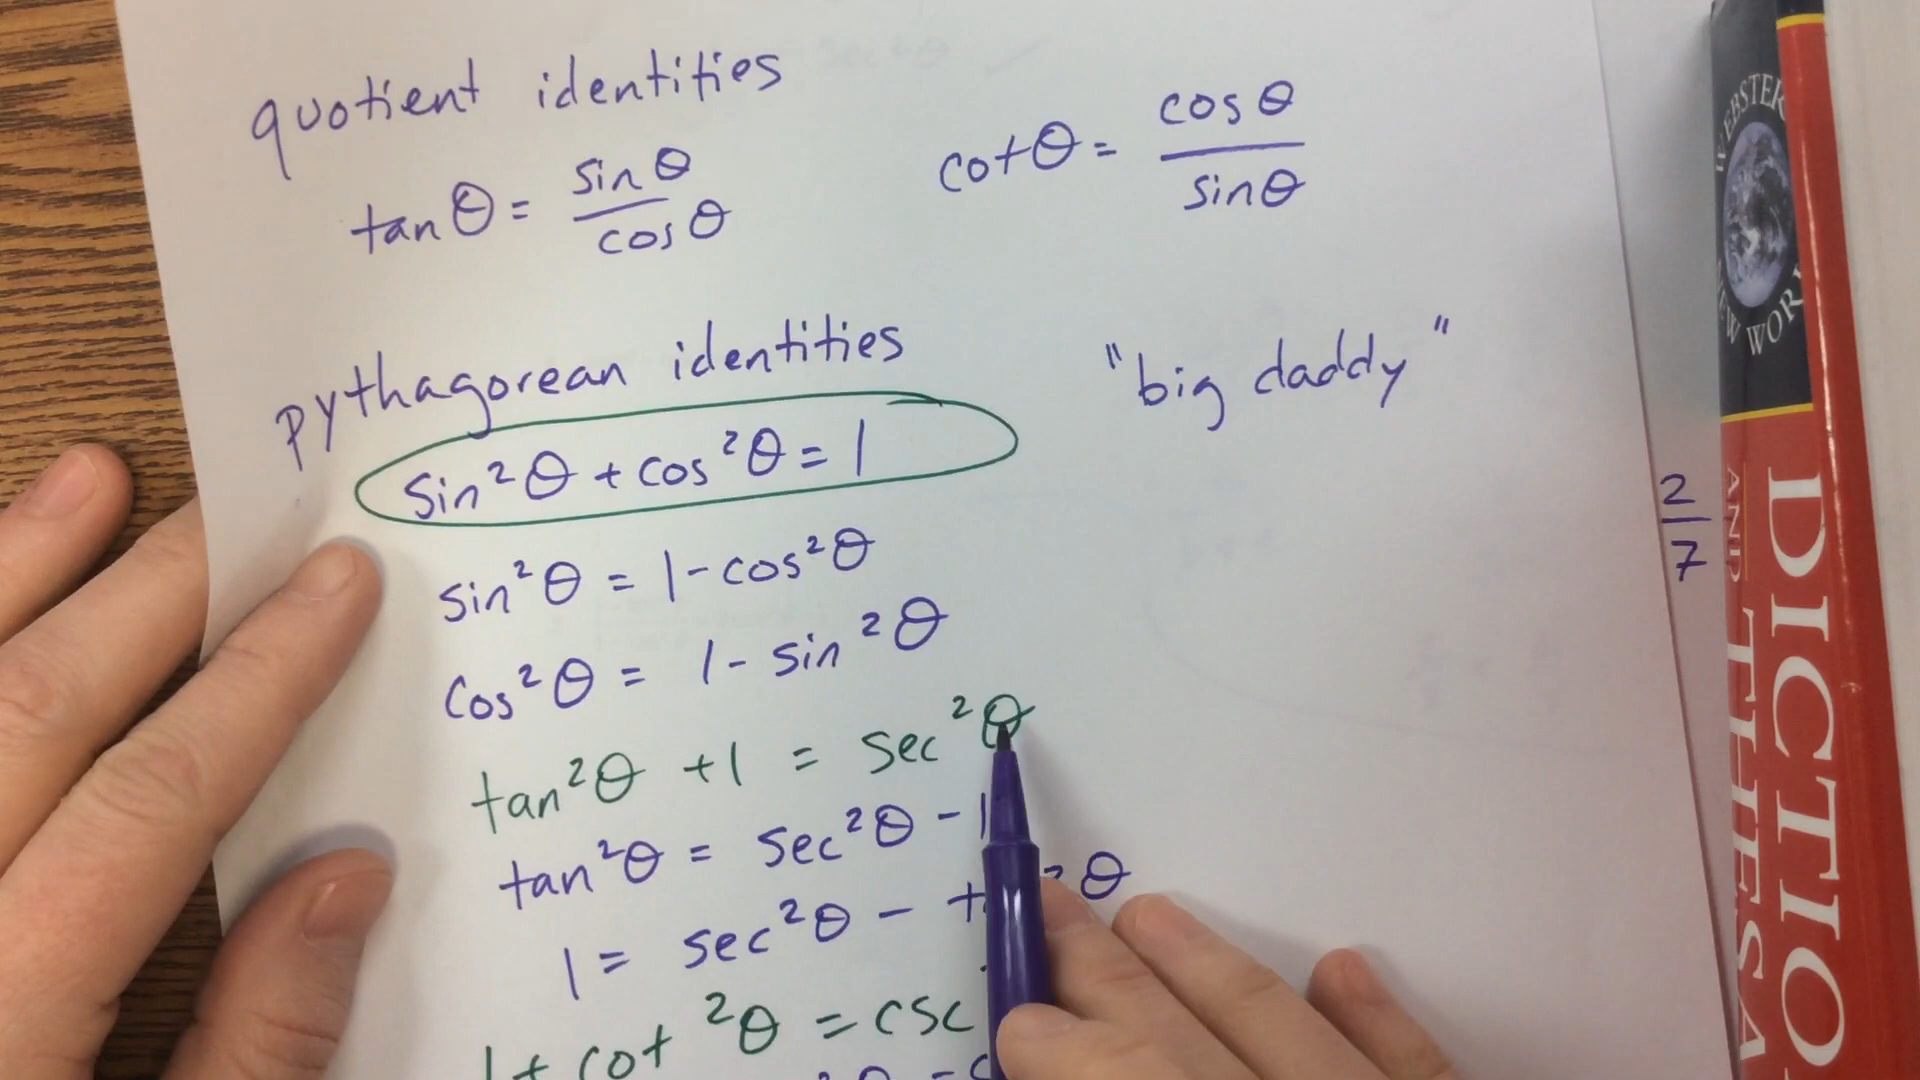 quotient identities
tan θ = sin θ / cos θ
cot θ = cos θ / sin θ
pythagorean identities
"big daddy"
sin²θ + cos²θ = 1
sin²θ = 1 - cos²θ
cos²θ = 1 - sin²θ
tan²θ + 1 = sec²θ
tan²θ = sec²θ - 1
1 = sec²θ - ²θ
1 + cot²θ = csc
2/7
WEBSTER
NEW WOR
DICTIO
AND THESA